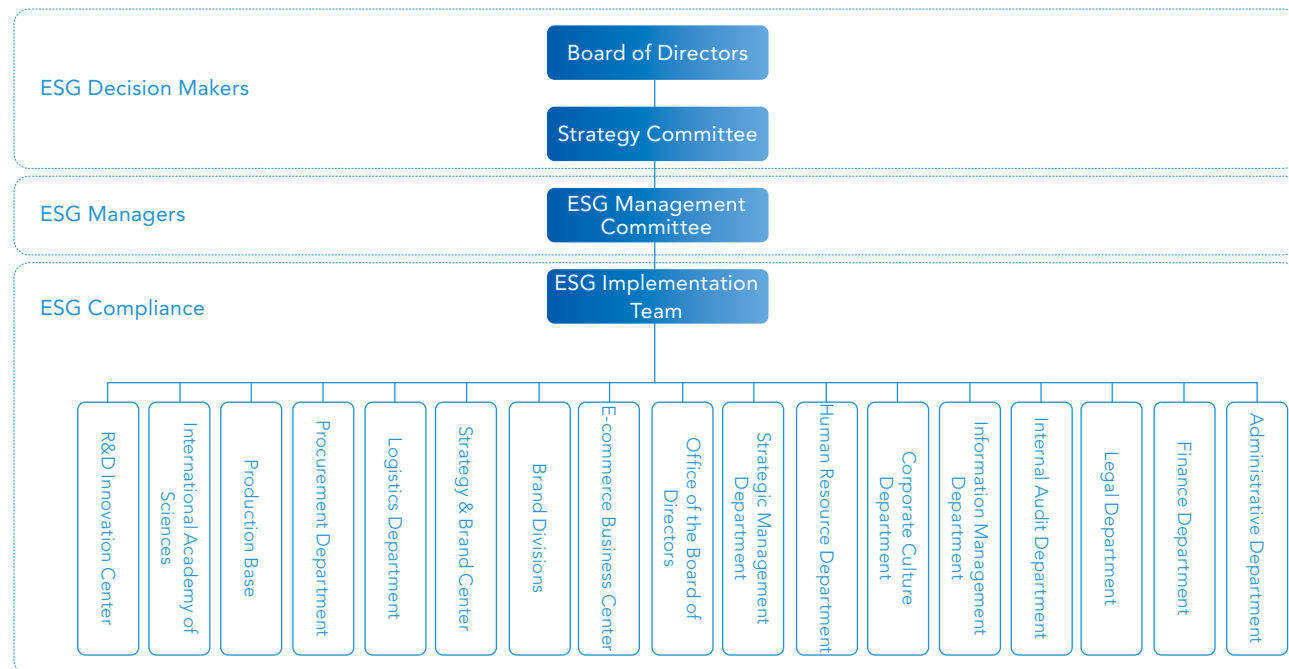 ESG Decision Makers
Board of Directors
Strategy Committee
ESG Managers
ESG Management
Committee
ESG Compliance
ESG Implementation
Team
R&D Innovation Center
International Academy of
Sciences
Production Base
Procurement Department
Logistics Department
Strategy & Brand Center
Brand Divisions
E-commerce Business Center
Office of the Board of
Directors
Strategic Management
Department
Human Resource Department
Corporate Culture
Department
Information Management
Department
Internal Audit Department
Legal Department
Finance Department
Administrative Department